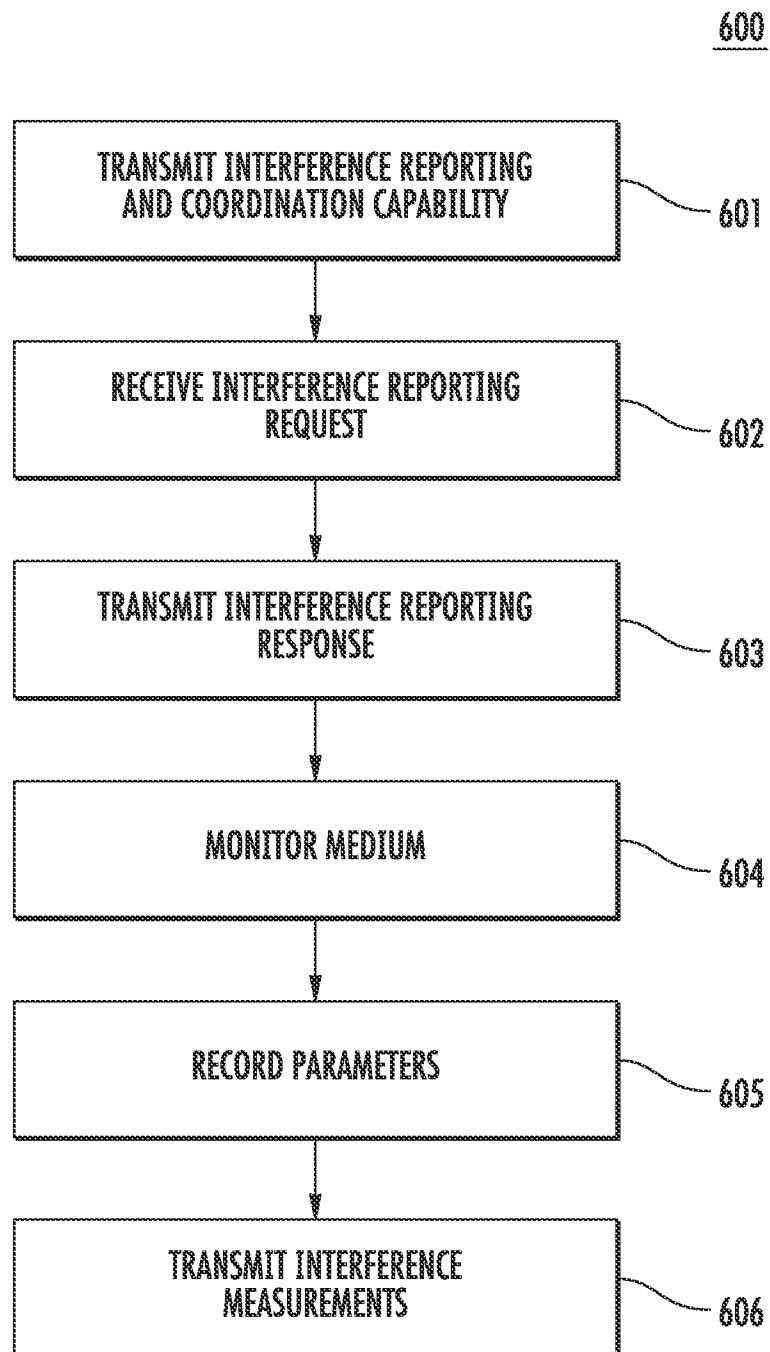 600
TRANSMIT INTERFERENCE REPORTING
AND COORDINATION CAPABILITY
601
RECEIVE INTERFERENCE REPORTING
REQUEST
602
TRANSMIT INTERFERENCE REPORTING
RESPONSE
603
MONITOR MEDIUM
604
RECORD PARAMETERS
605
TRANSMIT INTERFERENCE
MEASUREMENTS
606